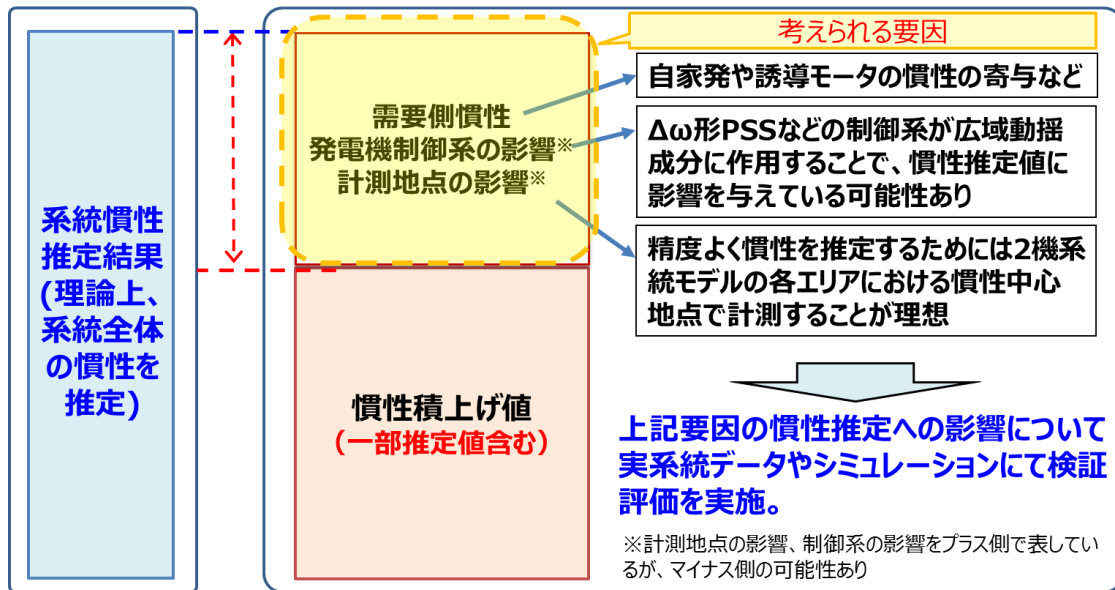 系統慣性
推定結果
(理論上、
系統全体
の慣性を
推定)
需要側慣性
発電機制御系の影響※
計測地点の影響※
慣性積上げ値
（一部推定値含む）
考えられる要因
自家発や誘導モータの慣性の寄与など
Δω形PSSなどの制御系が広域動揺
成分に作用することで、慣性推定値に
影響を与えている可能性あり
精度よく慣性を推定するためには2機系
統モデルの各エリアにおける慣性中心
地点で計測することが理想
上記要因の慣性推定への影響について
実系統データやシミュレーションにて検証
評価を実施。
※計測地点の影響、制御系の影響をプラス側で表してい
るが、マイナス側の可能性あり